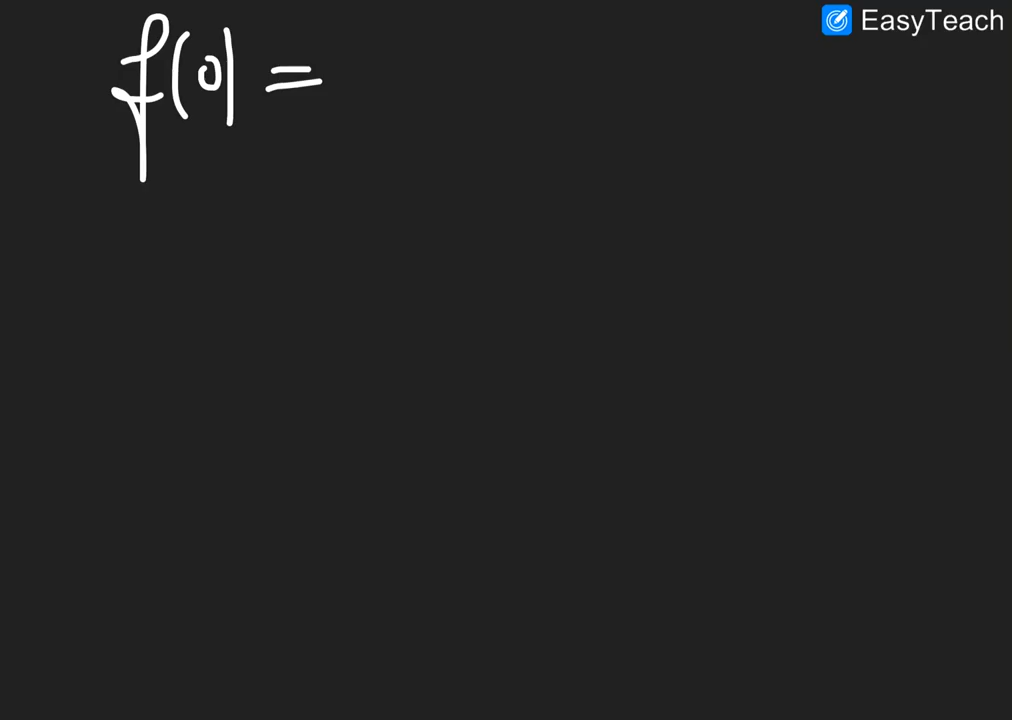 EasyTeach
f(0) =